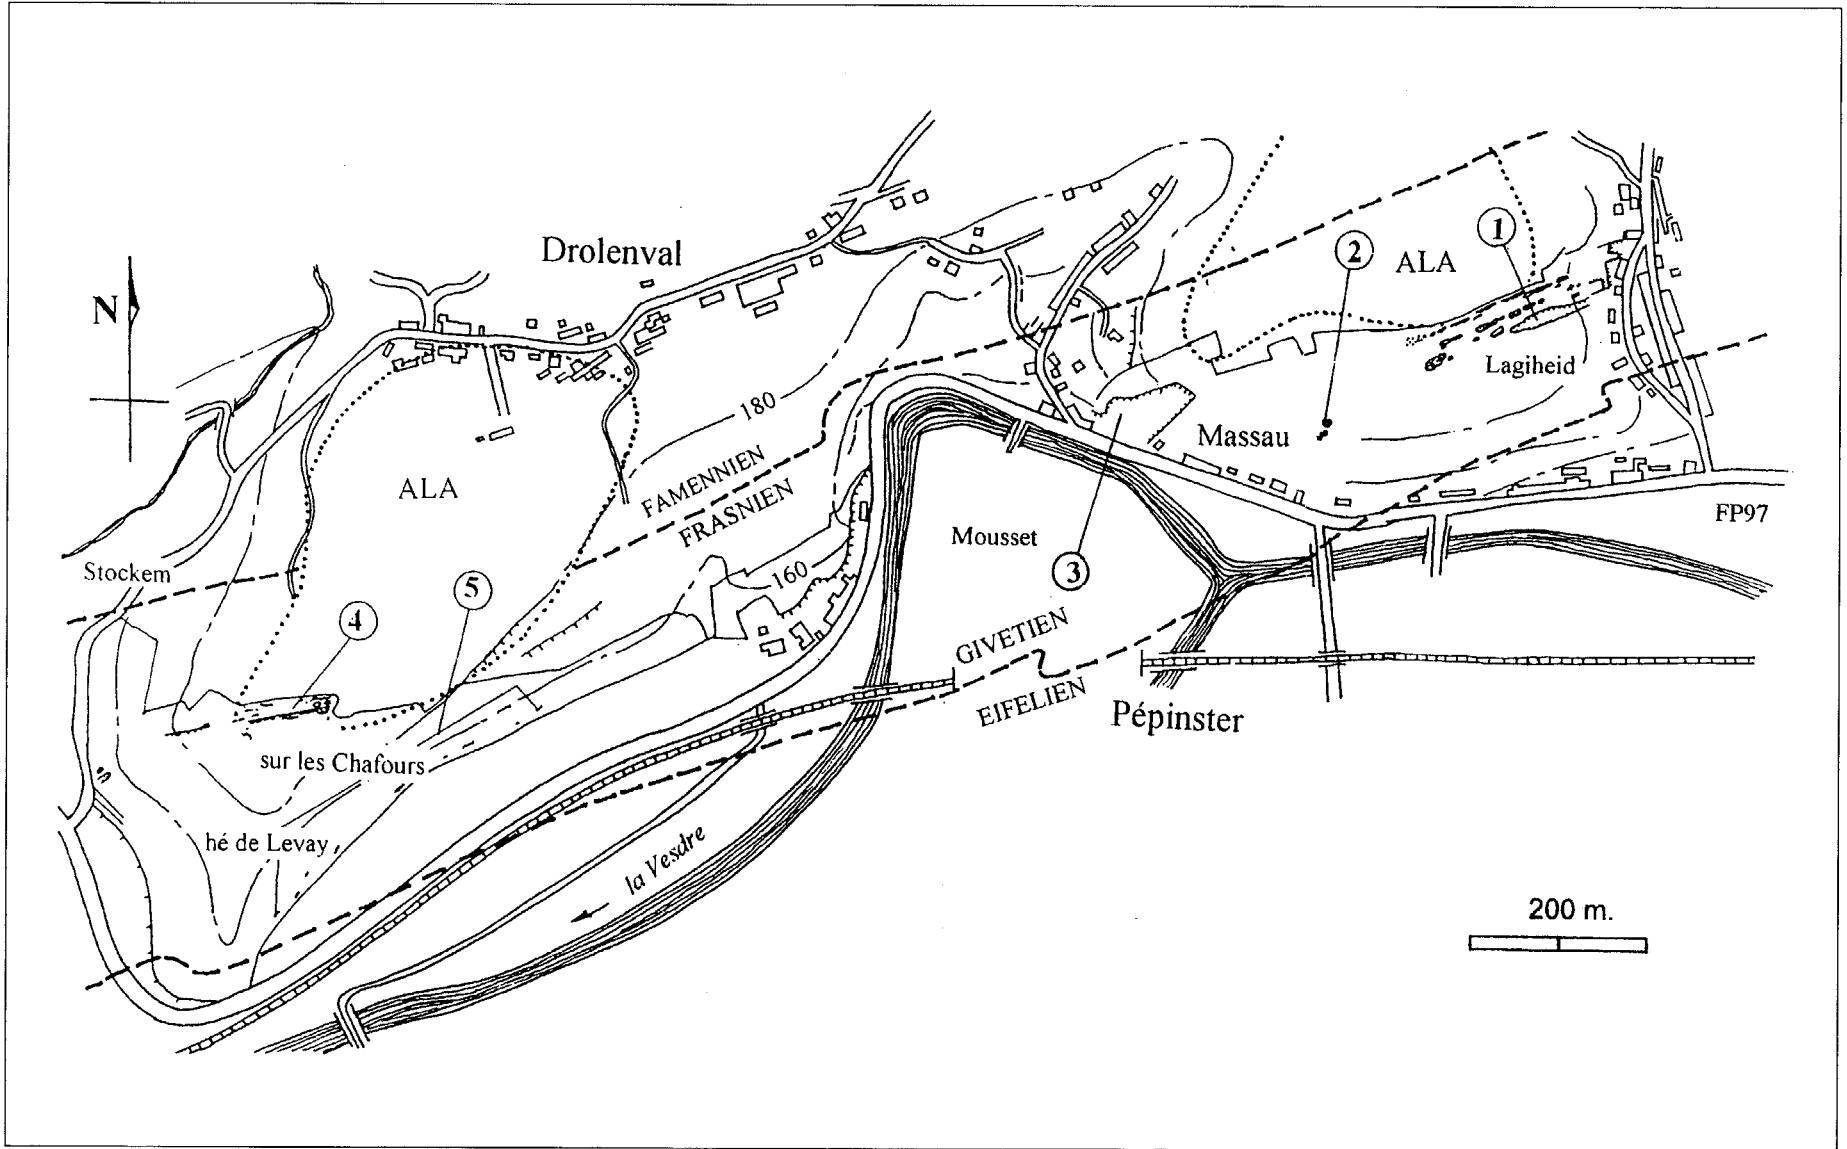 Drolenval
N
1
2
ALA
Lagiheid
180
Massau
ALA
FAMENNIEN
FRASNIEN
FP97
Mousset
3
Stockem
160
5
4
GIVETIEN
EIFELIEN
Pépinster
sur les Chafours
hé de Levay
la Vesdre
200 m.